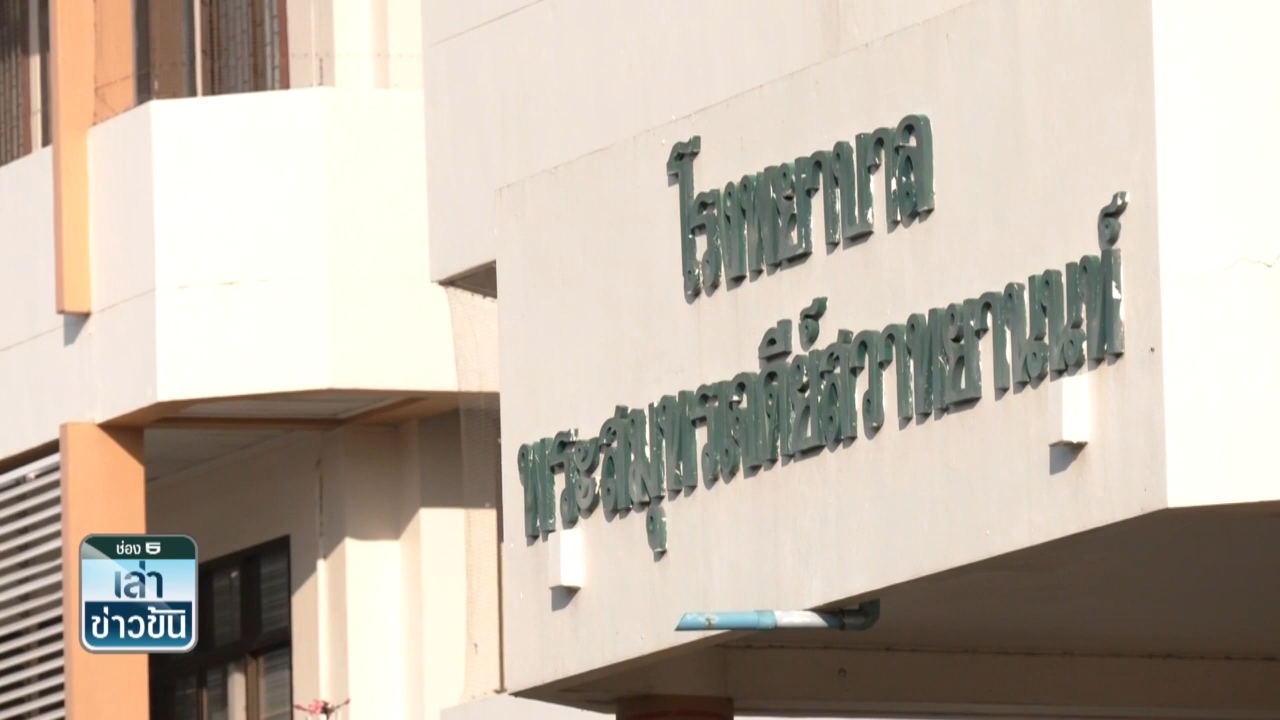 โรงพยาบาล
พระสมุทรเจดีย์สวาทยานนท์
ช่อง 5
เล่า
ข่าวข้น